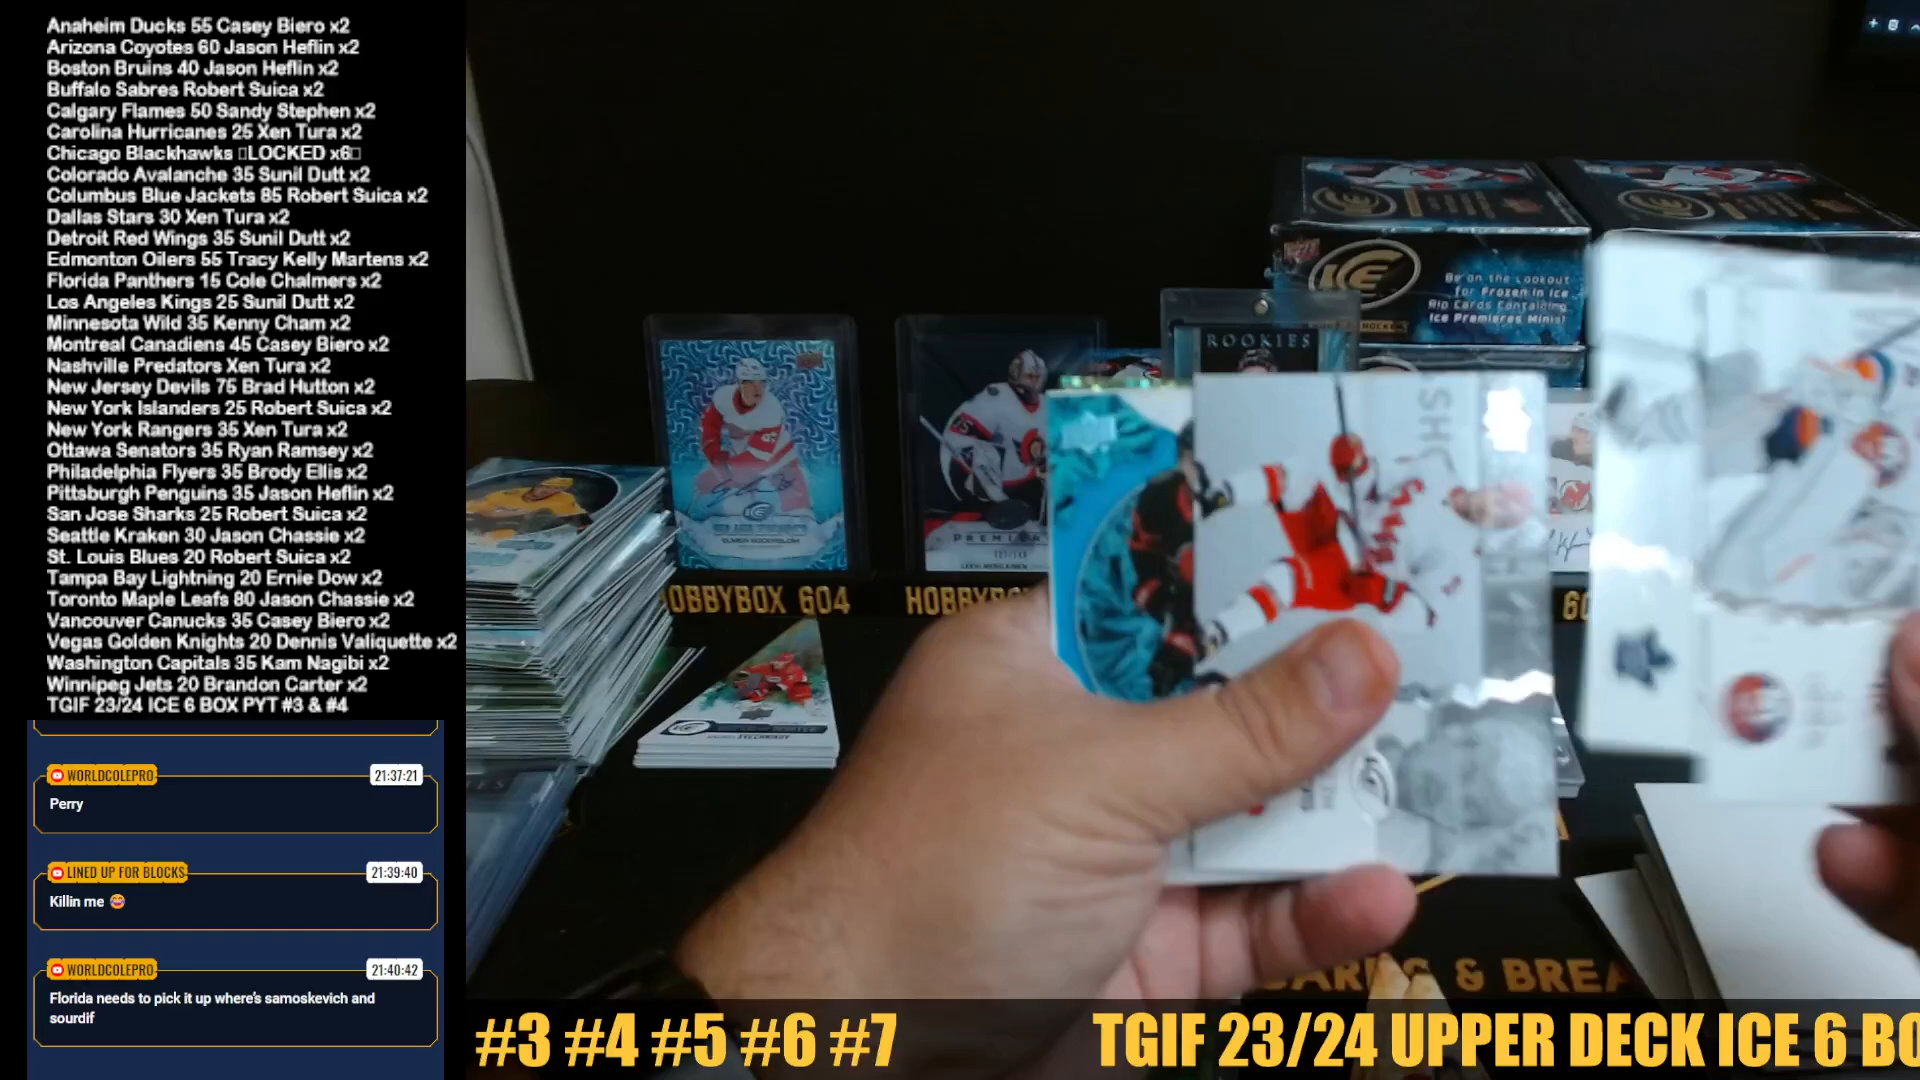 Anaheim Ducks 55 Casey Biero x2
Arizona Coyotes 60 Jason Heflin x2
Boston Bruins 40 Jason Heflin x2
Buffalo Sabres Robert Suica x2
Calgary Flames 50 Sandy Stephen x2
Carolina Hurricanes 25 Xen Tura x2
Chicago Blackhawks ▯LOCKED x6▯
Colorado Avalanche 35 Sunil Dutt x2
Columbus Blue Jackets 85 Robert Suica x2
Dallas Stars 30 Xen Tura x2
Detroit Red Wings 35 Sunil Dutt x2
Edmonton Oilers 55 Tracy Kelly Martens x2
Florida Panthers 15 Cole Chalmers x2
Los Angeles Kings 25 Sunil Dutt x2
Minnesota Wild 35 Kenny Cham x2
Montreal Canadiens 45 Casey Biero x2
Nashville Predators Xen Tura x2
New Jersey Devils 75 Brad Hutton x2
New York Islanders 25 Robert Suica x2
New York Rangers 35 Xen Tura x2
Ottawa Senators 35 Ryan Ramsey x2
Philadelphia Flyers 35 Brody Ellis x2
Pittsburgh Penguins 35 Jason Heflin x2
San Jose Sharks 25 Robert Suica x2
Seattle Kraken 30 Jason Chassie x2
St. Louis Blues 20 Robert Suica x2
Tampa Bay Lightning 20 Ernie Dow x2
Toronto Maple Leafs 80 Jason Chassie x2
Vancouver Canucks 35 Casey Biero x2
Vegas Golden Knights 20 Dennis Valiquette x2
Washington Capitals 35 Kam Nagibi x2
Winnipeg Jets 20 Brandon Carter x2
TGIF 23/24 ICE 6 BOX PYT #3 & #4
WORLDCOLEPRO 21:37:21
Perry
LINED UP FOR BLOCKS 21:39:40
Killin me 😂
WORLDCOLEPRO 21:40:42
Florida needs to pick it up where's samoskevich and
sourdif
ICE
Be on the Lookout
for Frozen in Ice
Rip Cards Containing
Ice Premieres Minis!
ROOKIES
HOBBYBOX 604
CARDS & BREA
#3 #4 #5 #6 #7 TGIF 23/24 UPPER DECK ICE 6 BO